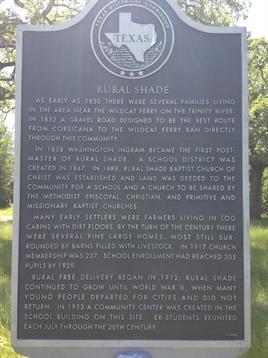 TEXAS
RURAL SHADE
AS EARLY AS 1850 THERE WERE SEVERAL FAMILIES LIVING
IN THE AREA NEAR THE WILDCAT FERRY ON THE TRINITY RIVER.
IN 1852 A GRAVEL ROAD DESIGNED TO BE THE BEST ROUTE
FROM CORSICANA TO THE WILDCAT FERRY RAN DIRECTLY
THROUGH THIS COMMUNITY.
IN 1858 WASHINGTON INGRAM BECAME THE FIRST POST-
MASTER OF RURAL SHADE. A SCHOOL DISTRICT WAS
CREATED IN 1867. IN 1888, RURAL SHADE BAPTIST CHURCH OF
CHRIST WAS ESTABLISHED AND LAND WAS DEEDED TO THE
COMMUNITY FOR A SCHOOL AND A CHURCH TO BE SHARED BY
THE METHODIST EPISCOPAL, CHRISTIAN, AND PRIMITIVE AND
MISSIONARY BAPTIST CHURCHES.
MANY EARLY SETTLERS WERE FARMERS LIVING IN LOG
CABINS WITH DIRT FLOORS. BY THE TURN OF THE CENTURY THERE
WERE SEVERAL FINE LARGE HOMES, MOST STILL SUR-
ROUNDED BY BARNS FILLED WITH LIVESTOCK. IN 1917 CHURCH
MEMBERSHIP WAS 237. SCHOOL ENROLLMENT HAD REACHED 305
PUPILS BY 1929.
RURAL FREE DELIVERY BEGAN IN 1912; RURAL SHADE
CONTINUED TO GROW UNTIL WORLD WAR II, WHEN MANY
YOUNG PEOPLE DEPARTED FOR CITIES AND DID NOT
RETURN. IN 1953 A COMMUNITY CENTER WAS CREATED IN THE
SCHOOL BUILDING ON THIS SITE. EX-STUDENTS REUNITED
EACH JULY THROUGH THE 20TH CENTURY.